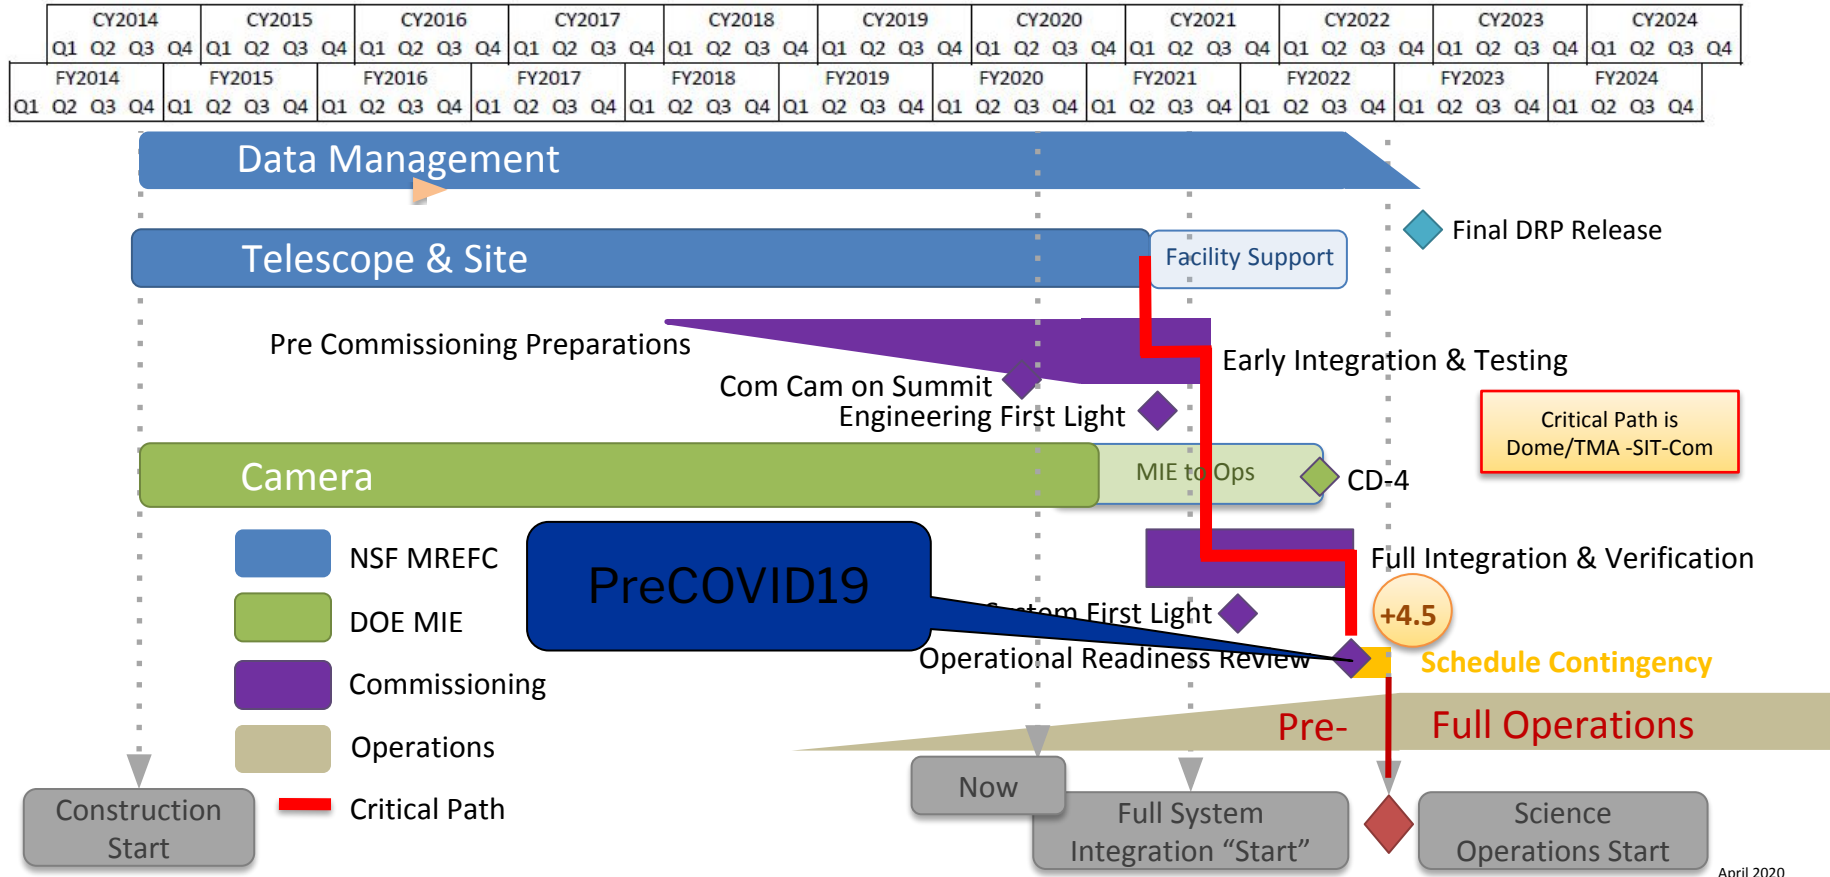 CY2014 CY2015 CY2016 CY2017 CY2018 CY2019 CY2020 CY2021 CY2022 CY2023 CY2024
Q1 Q2 Q3 Q4 Q1 Q2 Q3 Q4 Q1 Q2 Q3 Q4 Q1 Q2 Q3 Q4 Q1 Q2 Q3 Q4 Q1 Q2 Q3 Q4 Q1 Q2 Q3 Q4 Q1 Q2 Q3 Q4 Q1 Q2 Q3 Q4 Q1 Q2 Q3 Q4 Q1 Q2 Q3 Q4
FY2014 FY2015 FY2016 FY2017 FY2018 FY2019 FY2020 FY2021 FY2022 FY2023 FY2024
Q1 Q2 Q3 Q4 Q1 Q2 Q3 Q4 Q1 Q2 Q3 Q4 Q1 Q2 Q3 Q4 Q1 Q2 Q3 Q4 Q1 Q2 Q3 Q4 Q1 Q2 Q3 Q4 Q1 Q2 Q3 Q4 Q1 Q2 Q3 Q4 Q1 Q2 Q3 Q4 Q1 Q2 Q3 Q4
Data Management
Final DRP Release
Telescope & Site
Facility Support
Pre Commissioning Preparations
Early Integration & Testing
Com Cam on Summit
Engineering First Light
Critical Path is
Dome/TMA -SIT-Com
Camera
MIE to Ops
CD-4
NSF MREFC
PreCOVID19
Full Integration & Verification
DOE MIE
System First Light
+4.5
Operational Readiness Review
Schedule Contingency
Commissioning
Pre-
Full Operations
Operations
Critical Path
Now
Construction
Start
Full System
Integration “Start”
Science
Operations Start
April 2020